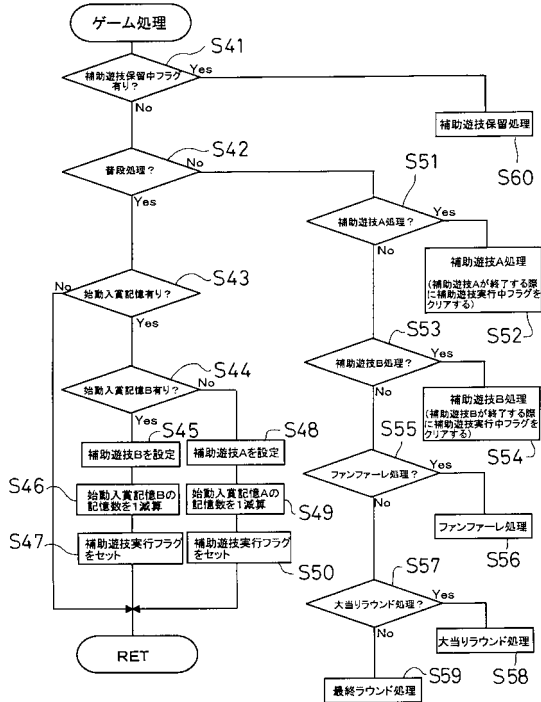 ゲーム処理
S41
補助遊技保留中フラグ
有り?
Yes
No
補助遊技保留処理
S60
S42
普段処理?
No
Yes
S51
補助遊技A処理?
Yes
No
補助遊技A処理
(補助遊技Aが終了する際
に補助遊技実行中フラグを
クリアする)
S52
S43
No
始動入賞記憶有り?
Yes
S53
補助遊技B処理?
Yes
No
補助遊技B処理
(補助遊技Bが終了する際
に補助遊技実行中フラグ
をクリアする)
S54
S44
始動入賞記憶B有り?
No
Yes
S45
補助遊技Bを設定
S48
補助遊技Aを設定
S46
始動入賞記憶Bの
記憶数を1減算
始動入賞記憶Aの
記憶数を1減算
S49
S47
補助遊技実行フラグ
をセット
補助遊技実行フラグ
をセット
S50
S55
ファンファーレ処理?
Yes
No
ファンファーレ処理
S56
S57
大当りラウンド処理?
Yes
No
大当りラウンド処理
S58
S59
最終ラウンド処理
RET